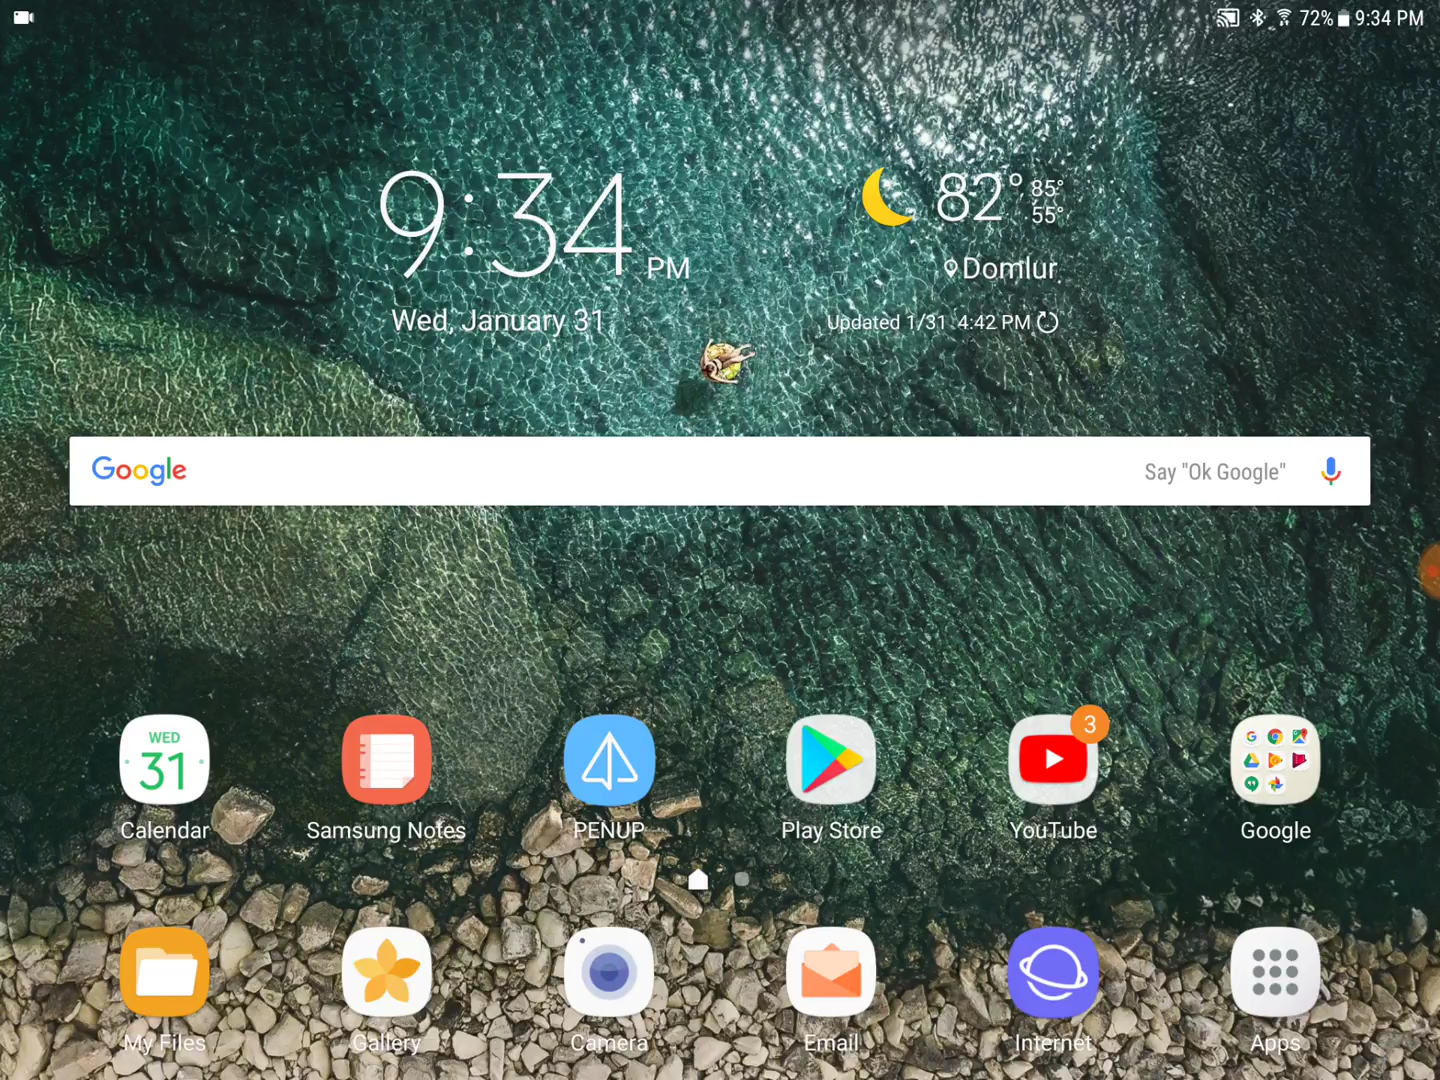 72% 9:34 PM
9:34 PM
82° 85°
55°
Domlur
Wed, January 31
Updated 1/31 4:42 PM
Google Say "Ok Google"
WED
31
3
Calendar Samsung Notes PENUP Play Store YouTube Google
My Files Gallery Camera Email Internet Apps